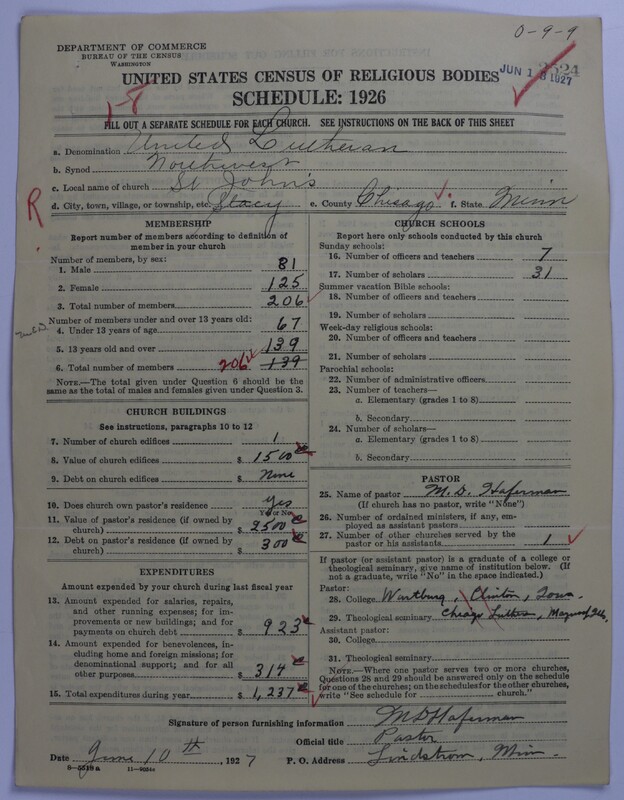 0-9-9
DEPARTMENT OF COMMERCE
BUREAU OF THE CENSUS
WASHINGTON
JUN 1 1927
UNITED STATES CENSUS OF RELIGIOUS BODIES
SCHEDULE: 1926
1-8
FILL OUT A SEPARATE SCHEDULE FOR EACH CHURCH. SEE INSTRUCTIONS ON THE BACK OF THIS SHEET
a. Denomination United Lutheran
b. Synod Northwest
c. Local name of church St John's
d. City, town, village, or township, etc. Stacy e. County Chicago f. State Minn
R
MEMBERSHIP
Report number of members according to definition of
member in your church
Number of members, by sex:
1. Male 81
2. Female 125
3. Total number of members 206
Number of members under and over 13 years old:
4. Under 13 years of age 67
5. 13 years old and over 139
6. Total number of members 206 139
NOTE.—The total given under Question 6 should be
the same as the total of males and females given under Question 3.
CHURCH BUILDINGS
See instructions, paragraphs 10 to 12
7. Number of church edifices 1
8. Value of church edifices $ 1500
9. Debt on church edifices $ None
10. Does church own pastor's residence Yes
Yes or No
11. Value of pastor's residence (if owned by
church) $ 2500
12. Debt on pastor's residence (if owned by
church) $ 300
EXPENDITURES
Amount expended by your church during last fiscal year
13. Amount expended for salaries, repairs,
and other running expenses; for im-
provements or new buildings; and for
payments on church debt $ 923
14. Amount expended for benevolences, in-
cluding home and foreign missions; for
denominational support; and for all
other purposes $ 314
15. Total expenditures during year $ 1,237
CHURCH SCHOOLS
Report here only schools conducted by this church
Sunday schools:
16. Number of officers and teachers 7
17. Number of scholars 31
Summer vacation Bible schools:
18. Number of officers and teachers
19. Number of scholars
Week-day religious schools:
20. Number of officers and teachers
21. Number of scholars
Parochial schools:
22. Number of administrative officers
23. Number of teachers—
a. Elementary (grades 1 to 8)
b. Secondary
24. Number of scholars—
a. Elementary (grades 1 to 8)
b. Secondary
PASTOR
25. Name of pastor M. D. Haferman
(If church has no pastor, write "None")
26. Number of ordained ministers, if any, em-
ployed as assistant pastors
27. Number of other churches served by the
pastor or his assistants 1
If pastor (or assistant pastor) is a graduate of a college or
theological seminary, give name of institution below. (If
not a graduate, write "No" in the space indicated.)
Pastor:
28. College Wartburg, Clinton, Iowa.
29. Theological seminary Chicago Luther, Maywood Ills.
Assistant pastor:
30. College
31. Theological seminary
NOTE.—Where one pastor serves two or more churches,
Questions 28 and 29 should be answered only on the schedule
for one of the churches; on the schedules for the other churches,
write "See schedule for church."
Signature of person furnishing information M D Haferman
Official title Pastor
Date June 10th, 1927 P. O. Address Lindstrom, Minn.
8-5518a